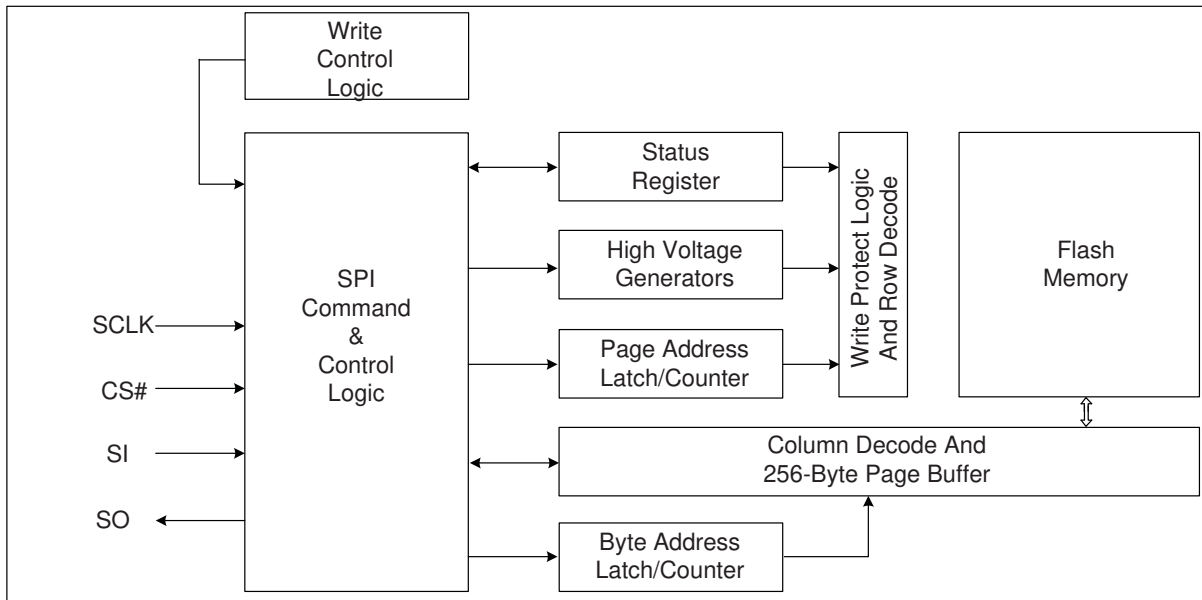 Write
Control
Logic
SPI
Command
&
Control
Logic
SCLK
CS#
SI
SO
Status
Register
High Voltage
Generators
Page Address
Latch/Counter
Write Protect Logic
And Row Decode
Flash
Memory
Column Decode And
256-Byte Page Buffer
Byte Address
Latch/Counter